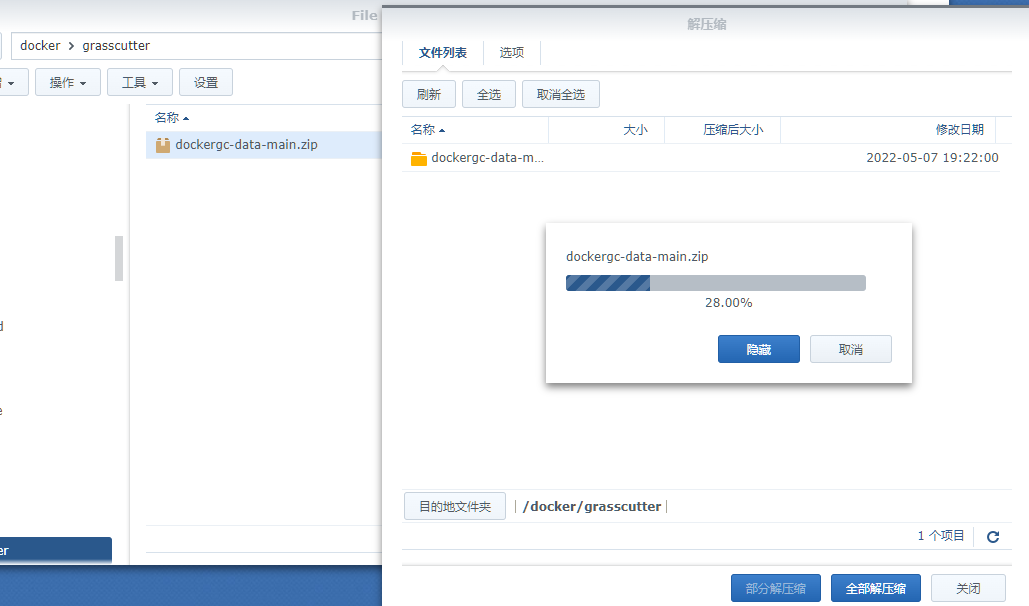 File
解压缩
docker > grasscutter
文件列表
选项
操作
工具
设置
刷新
全选
取消全选
名称
名称
大小
压缩后大小
修改日期
dockergc-data-main.zip
dockergc-data-m...
2022-05-07 19:22:00
dockergc-data-main.zip
28.00%
隐藏
取消
目的地文件夹
/docker/grasscutter
1 个项目
er
部分解压缩
全部解压缩
关闭